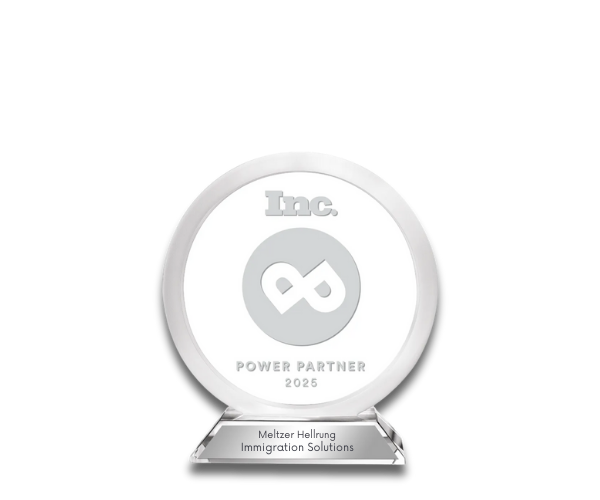 Inc.
POWER PARTNER
2025
Meltzer Hellrung
Immigration Solutions